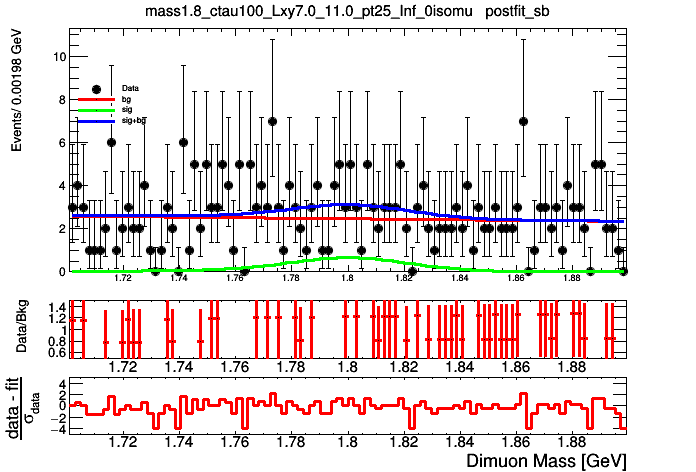 mass1.8_ctau100_Lxy7.0_11.0_pt25_Inf_0isomu postfit_sb
Events/ 0.00198 GeV
10
8
6
4
2
0
Data
bg
sig
sig+bg
1.72 1.74 1.76 1.78 1.8 1.82 1.84 1.86 1.88
Data/Bkg
1.4
1.2
1
0.8
0.6
1.72 1.74 1.76 1.78 1.8 1.82 1.84 1.86 1.88
data - fit
σdata
4
2
0
−2
−4
1.72 1.74 1.76 1.78 1.8 1.82 1.84 1.86 1.88
Dimuon Mass [GeV]